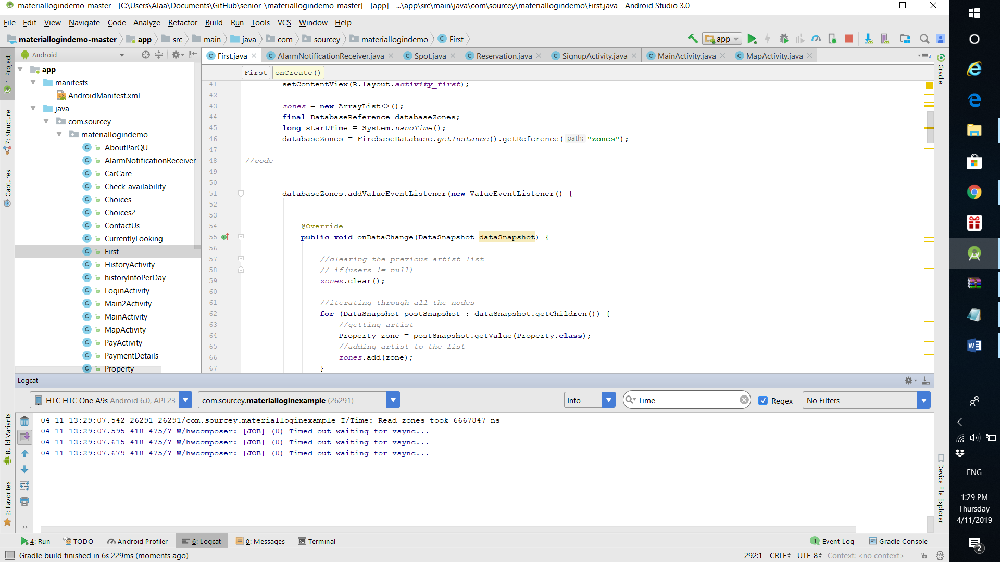 materiallogindemo-master - [C:\Users\Alaa\Documents\GitHub\senior-\materiallogindemo-master] - [app] - ...\app\src\main\java\com\sourcey\materiallogindemo\First.java - Android Studio 3.0
File Edit View Navigate Code Analyze Refactor Build Run Tools VCS Window Help
materiallogindemo-master app src main java com sourcey materiallogindemo First
app
Android
First.java AlarmNotificationReceiver.java Spot.java Reservation.java SignupActivity.java MainActivity.java MapActivity.java
First onCreate()
1: Project
7: Structure
Captures
Build Variants
2: Favorites
Gradle
Device File Explorer
app
manifests
AndroidManifest.xml
java
com.sourcey
materiallogindemo
AboutParQU
AlarmNotificationReceiver
CarCare
Check_availability
Choices
Choices2
ContactUs
CurrentlyLooking
First
HistoryActivity
historyInfoPerDay
LoginActivity
Main2Activity
MainActivity
MapActivity
PayActivity
PaymentDetails
Property
41 setContentView(R.layout.activity_first);
42
43 zones = new ArrayList<>();
44 final DatabaseReference databaseZones;
45 long startTime = System.nanoTime();
46 databaseZones = FirebaseDatabase.getInstance().getReference( path: "zones");
47
48 //code
49
50
51 databaseZones.addValueEventListener(new ValueEventListener() {
52
53
54 @Override
55 public void onDataChange(DataSnapshot dataSnapshot) {
56
57 //clearing the previous artist list
58 // if(users != null)
59 zones.clear();
60
61 //iterating through all the nodes
62 for (DataSnapshot postSnapshot : dataSnapshot.getChildren()) {
63 //getting artist
64 Property zone = postSnapshot.getValue(Property.class);
65 //adding artist to the list
66 zones.add(zone);
67 }
Logcat
HTC HTC One A9s Android 6.0, API 23 com.sourcey.materialloginexample (26291) Info Time Regex No Filters
04-11 13:29:07.542 26291-26291/com.sourcey.materialloginexample I/Time: Read zones took 6667847 ns
04-11 13:29:07.595 418-475/? W/hwcomposer: [JOB] (0) Timed out waiting for vsync...
04-11 13:29:07.615 418-475/? W/hwcomposer: [JOB] (0) Timed out waiting for vsync...
04-11 13:29:07.679 418-475/? W/hwcomposer: [JOB] (0) Timed out waiting for vsync...
4: Run TODO Android Profiler 6: Logcat 0: Messages Terminal 1 Event Log Gradle Console
Gradle build finished in 6s 229ms (moments ago) 292:1 CRLF UTF-8 Context: <no context>
ENG
1:29 PM
Thursday
4/11/2019
2